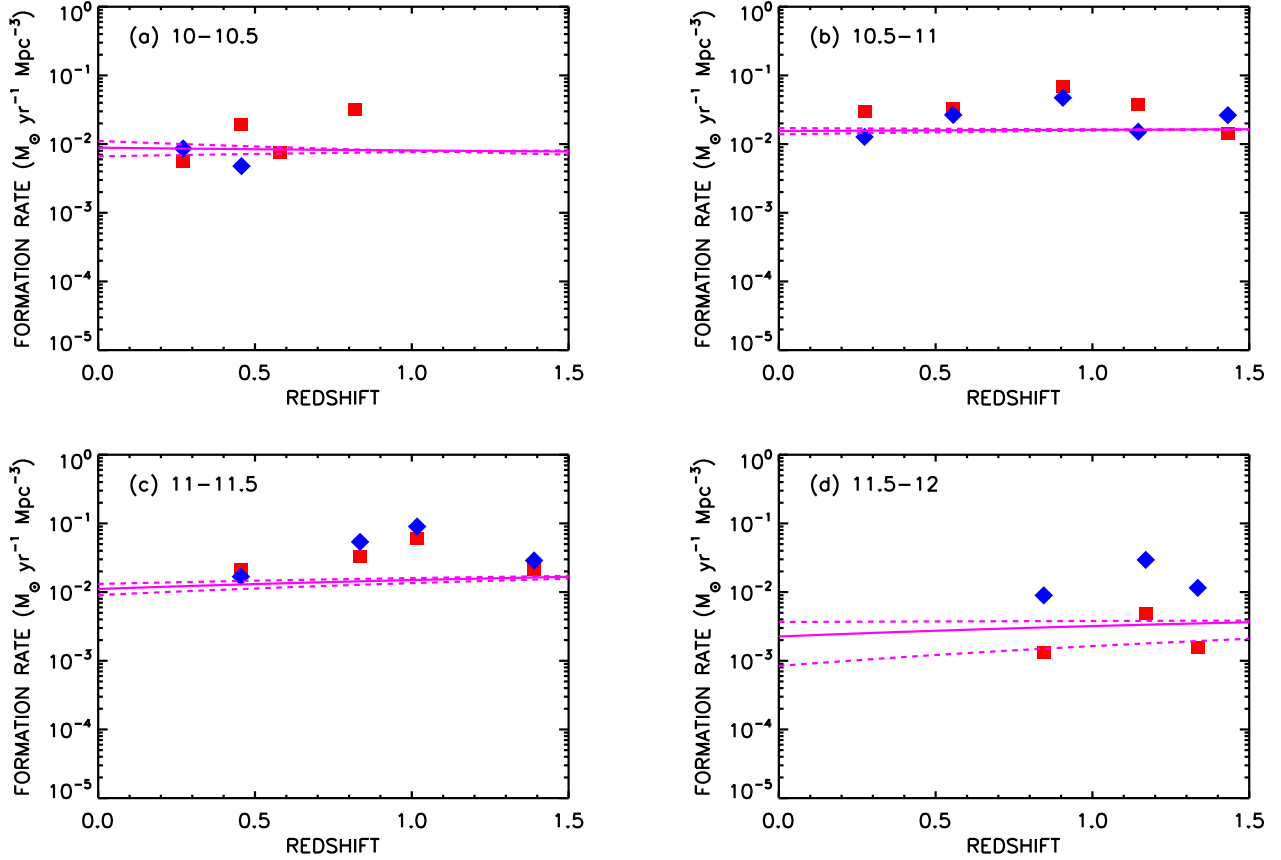 (a) 10−10.5
FORMATION RATE (M⊙ yr⁻¹ Mpc⁻³)
10⁰
10⁻¹
10⁻²
10⁻³
10⁻⁴
10⁻⁵
0.0 0.5 1.0 1.5
REDSHIFT
(b) 10.5−11
FORMATION RATE (M⊙ yr⁻¹ Mpc⁻³)
10⁰
10⁻¹
10⁻²
10⁻³
10⁻⁴
10⁻⁵
0.0 0.5 1.0 1.5
REDSHIFT
(c) 11−11.5
FORMATION RATE (M⊙ yr⁻¹ Mpc⁻³)
10⁰
10⁻¹
10⁻²
10⁻³
10⁻⁴
10⁻⁵
0.0 0.5 1.0 1.5
REDSHIFT
(d) 11.5−12
FORMATION RATE (M⊙ yr⁻¹ Mpc⁻³)
10⁰
10⁻¹
10⁻²
10⁻³
10⁻⁴
10⁻⁵
0.0 0.5 1.0 1.5
REDSHIFT